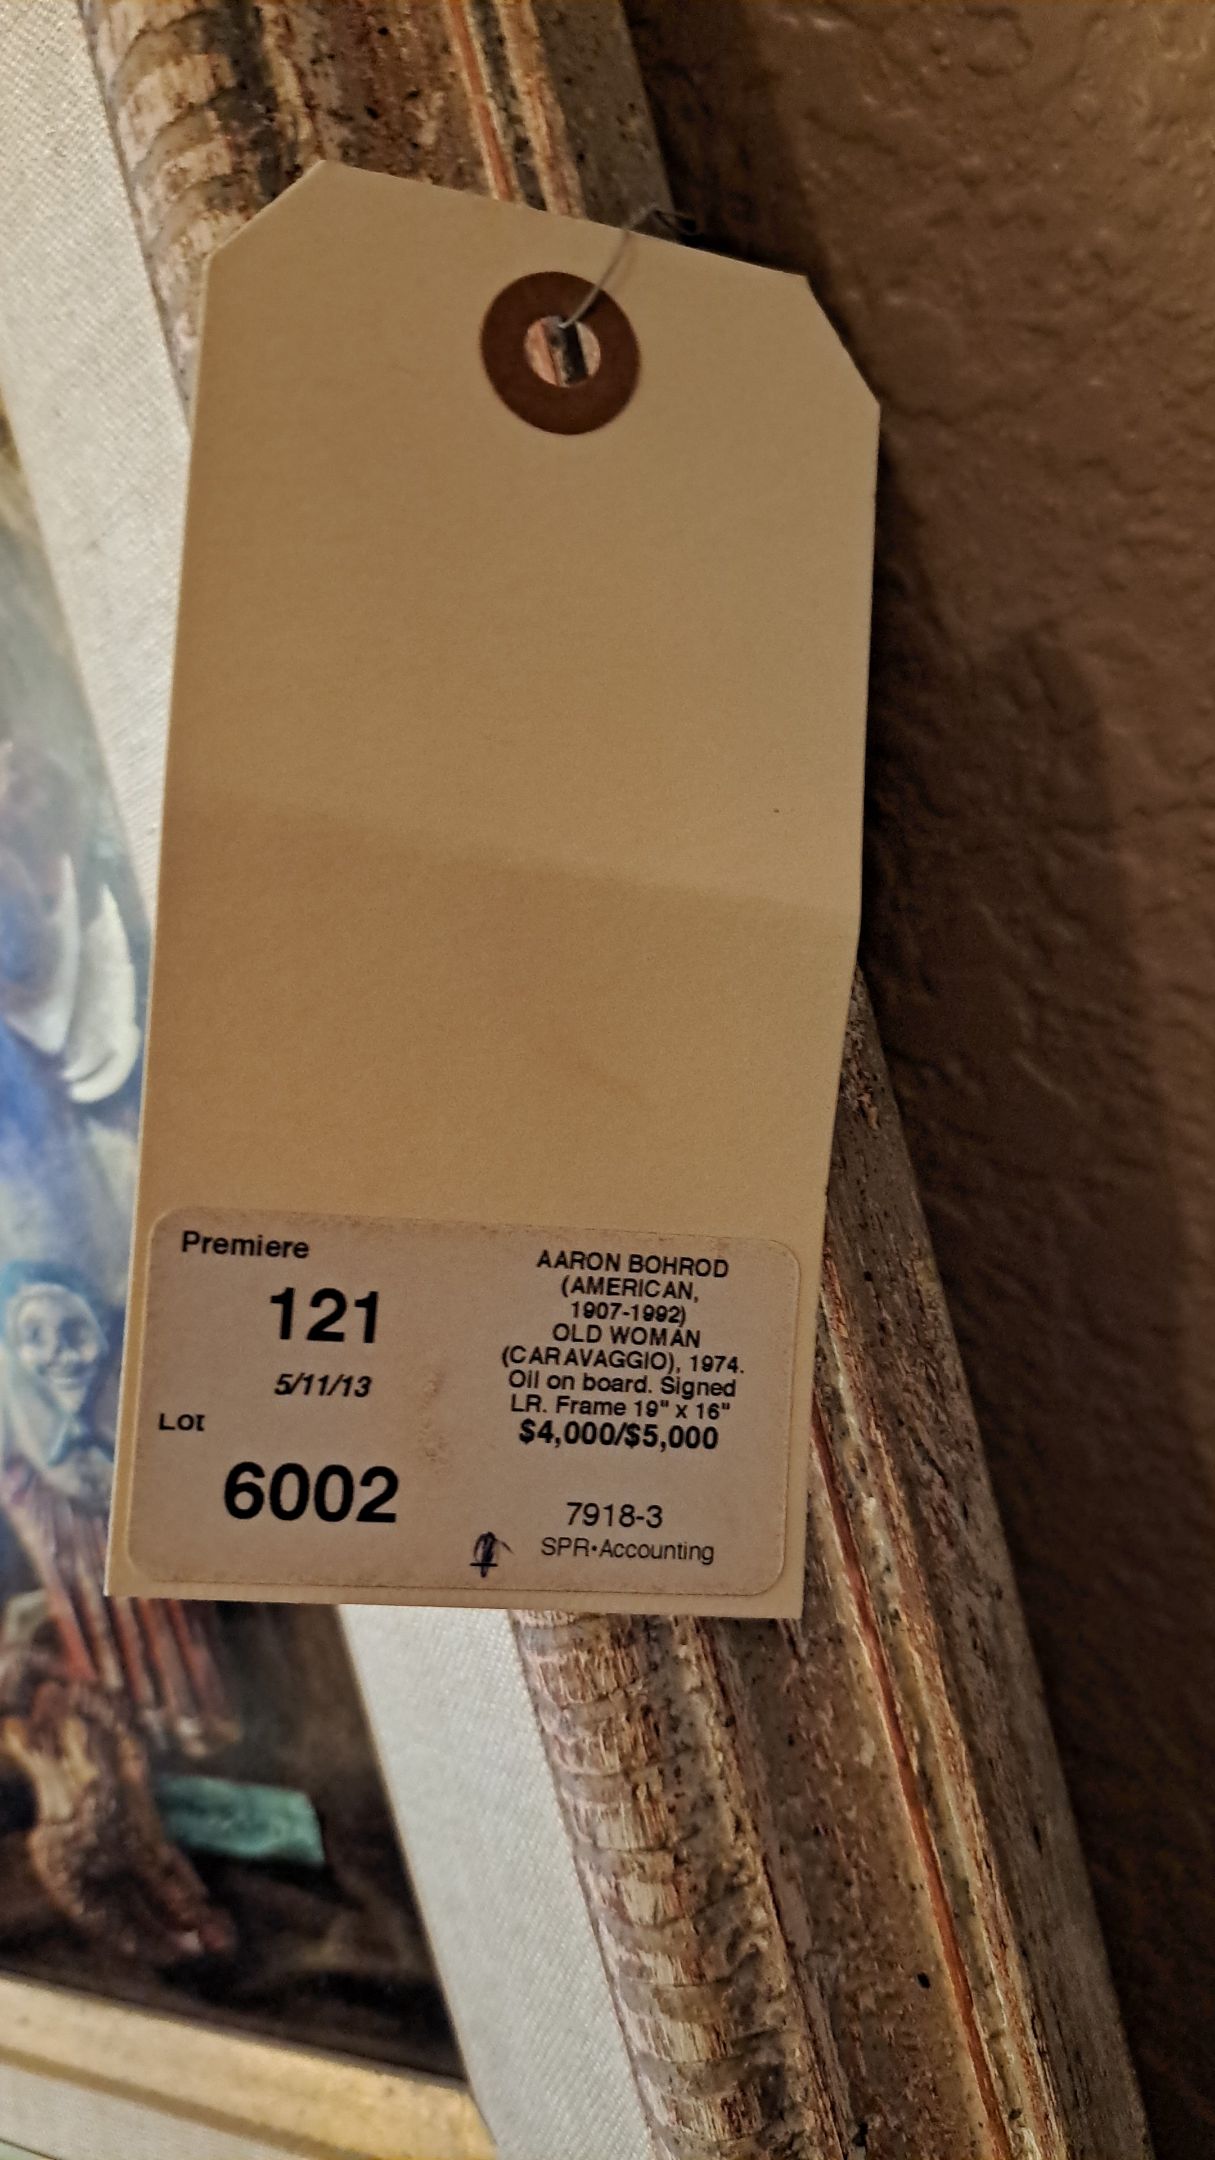 Premiere
121
5/11/13
Lot
6002
AARON BOHROD
(AMERICAN,
1907-1992)
OLD WOMAN
(CARAVAGGIO), 1974.
Oil on board. Signed
LR. Frame 19" x 16"
$4,000/$5,000
7918-3
SPR•Accounting